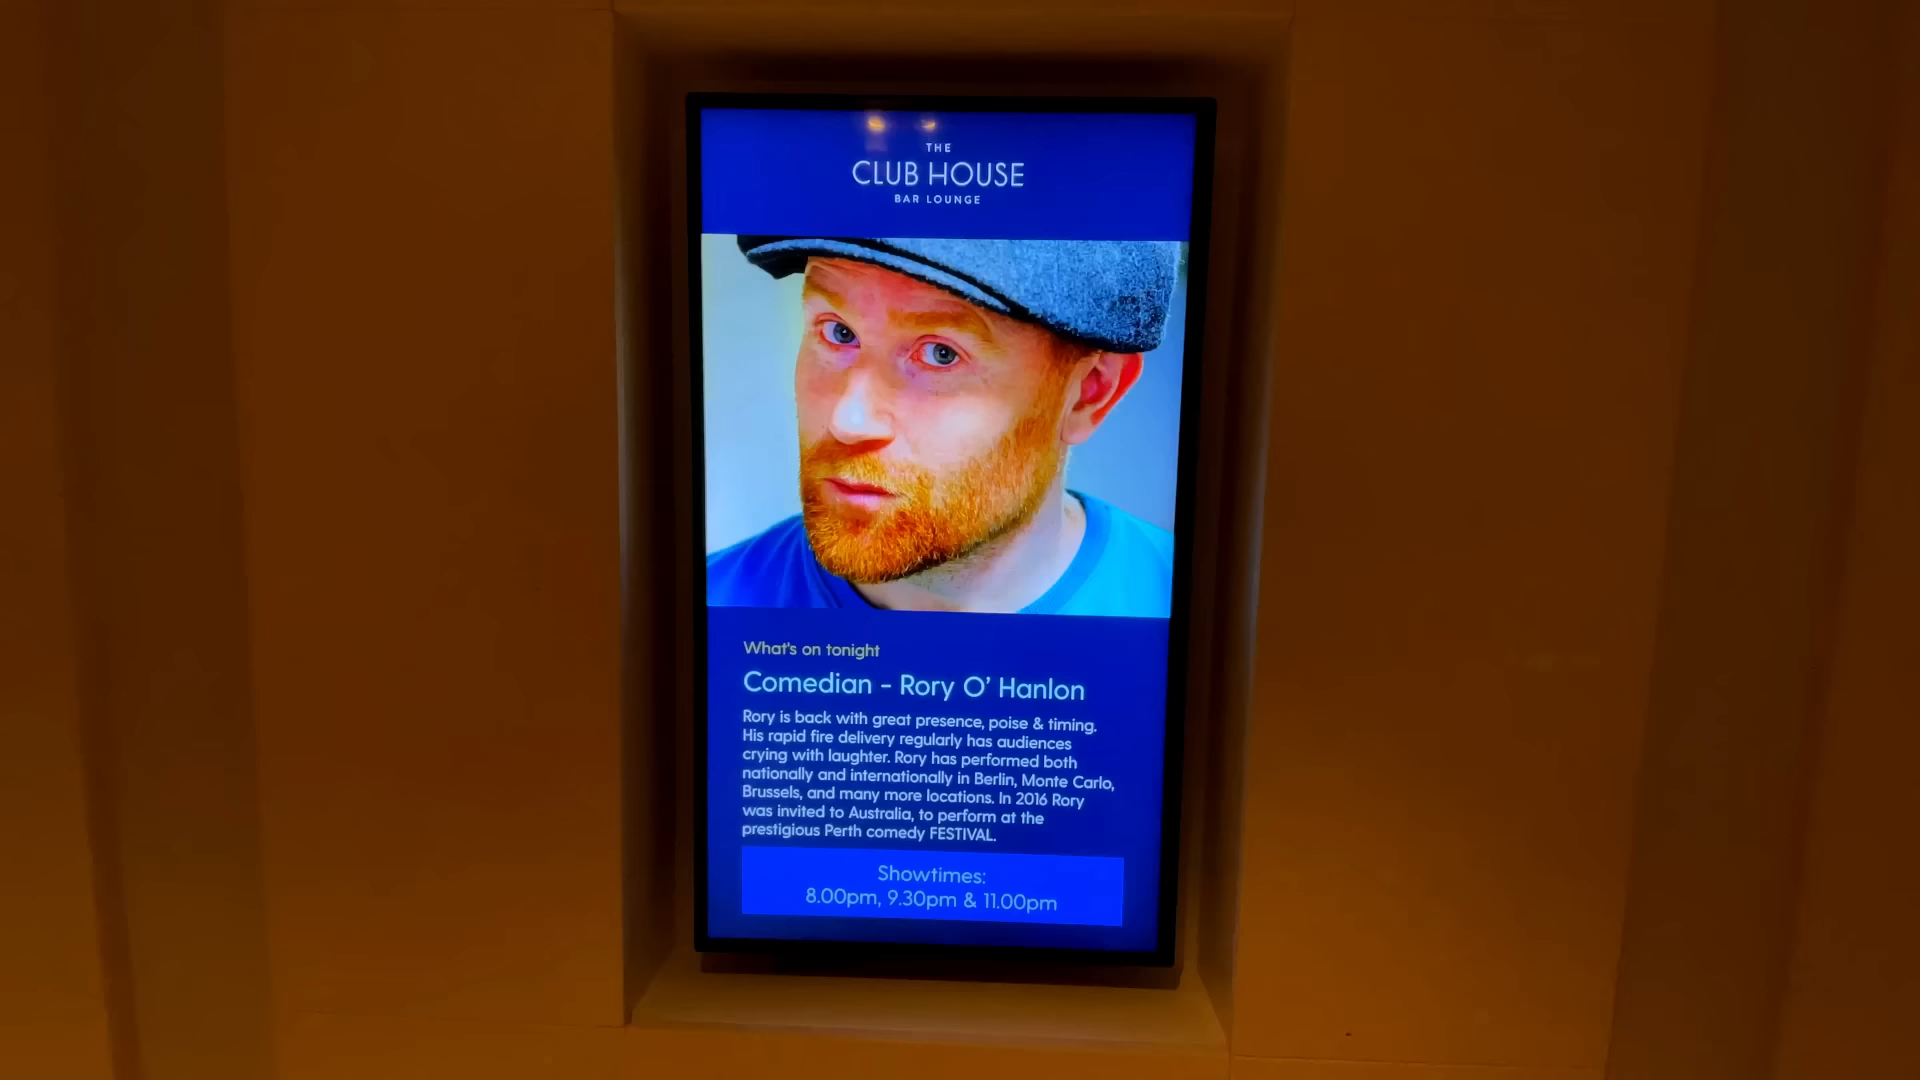 THE
CLUB HOUSE
BAR LOUNGE
What's on tonight
Comedian - Rory O' Hanlon
Rory is back with great presence, poise & timing.
His rapid fire delivery regularly has audiences
crying with laughter. Rory has performed both
nationally and internationally in Berlin, Monte Carlo,
Brussels, and many more locations. In 2016 Rory
was invited to Australia, to perform at the
prestigious Perth comedy FESTIVAL.
Showtimes:
8.00pm, 9.30pm & 11.00pm